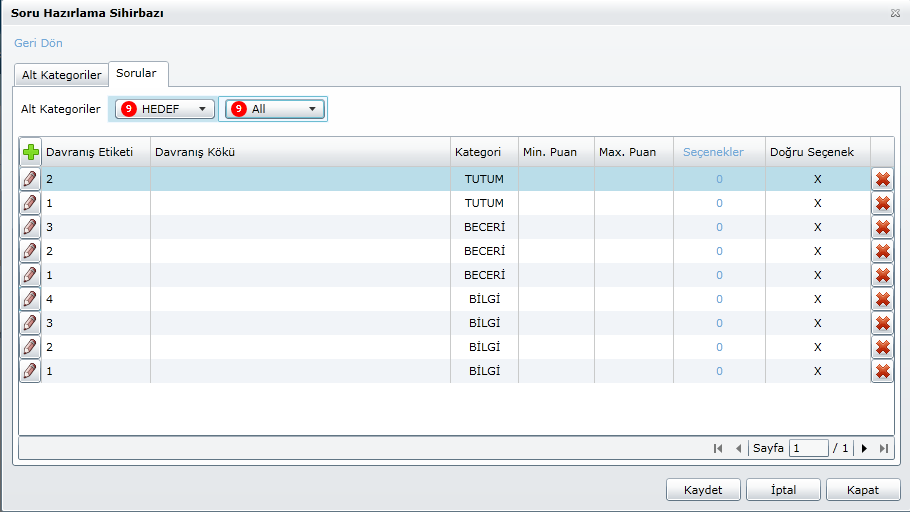 Soru Hazırlama Sihirbazı
Geri Dön
Alt Kategoriler Sorular
Alt Kategoriler 9 HEDEF 9 All
Davranış Etiketi Davranış Kökü Kategori Min. Puan Max. Puan Seçenekler Doğru Seçenek
2 TUTUM 0 X
1 TUTUM 0 X
3 BECERİ 0 X
2 BECERİ 0 X
1 BECERİ 0 X
4 BİLGİ 0 X
3 BİLGİ 0 X
2 BİLGİ 0 X
1 BİLGİ 0 X
Sayfa 1 / 1
Kaydet İptal Kapat